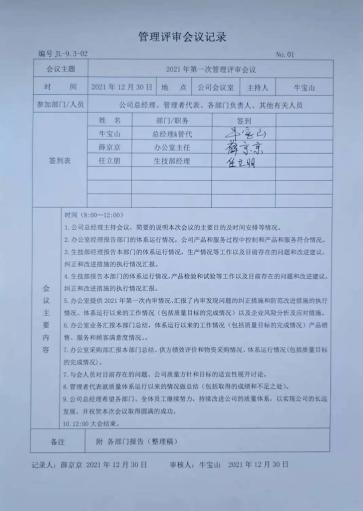 管理评审会议记录
编号 JL-9.3-02 No.01
会议主题 2021年第一次管理评审会议
时 间 2021年12月30日 地 点 公司会议室 主持人 牛宝山
参加部门/人员 公司总经理、管理者代表、各部门负责人、其他有关人员
签到表
姓 名 部门/职务 签到
牛宝山 总经理&管代 牛宝山
薛京京 办公室主任 薛京京
任立朋 生技部经理 任立朋
会议主要内容
时间（8:00～12:00）
1.公司总经理主持会议，简要的说明本次会议的主要目的及时间安排等情况。
2.办公室经理报告部门的体系运行情况，公司产品和服务过程中控制和产品和服务符合情况。
3.生技部经理报告本部门的体系运行情况，生产情况等工作以及目前存在的问题和改进建议，
纠正和改进措施的执行情况汇报。
4.生技部报告本部门的体系运行情况，产品检验和试验等工作以及目前存在的问题和改进建议，
纠正和改进措施的执行情况汇报。
5.办公室提供2021年第一次内审情况，汇报了内审发现问题的纠正措施和防范改进措施的执行
情况，体系运行以来的工作情况（包括质量目标的完成情况）以及企业风险分析及应对措施。
6.办公室业务汇报本部门总结，体系运行以来的工作情况（包括质量目标的完成情况）产品销
售、服务和顾客满意度情况。
7.办公室采购部汇报本部门总结，供方绩效评价和物资采购情况，体系运行情况(包括质量目标
的完成情况）。
7.与会人员对目前存在的问题、公司质量方针和目标的适宜性展开讨论。
8.管理者代表就质量体系运行以来的情况做总结（包括取得的成绩和不足之处）。
9.公司总经理希望各部门、全体员工继续努力，持续改进公司的质量体系，以实现公司的长远
发展，并祝贺本次会议取得圆满的成功。
10.12:00大会结束。
备注 附 各部门报告（整理稿）
记录人：薛京京 2021年12月30日 审核人：牛宝山 2021年12月30日